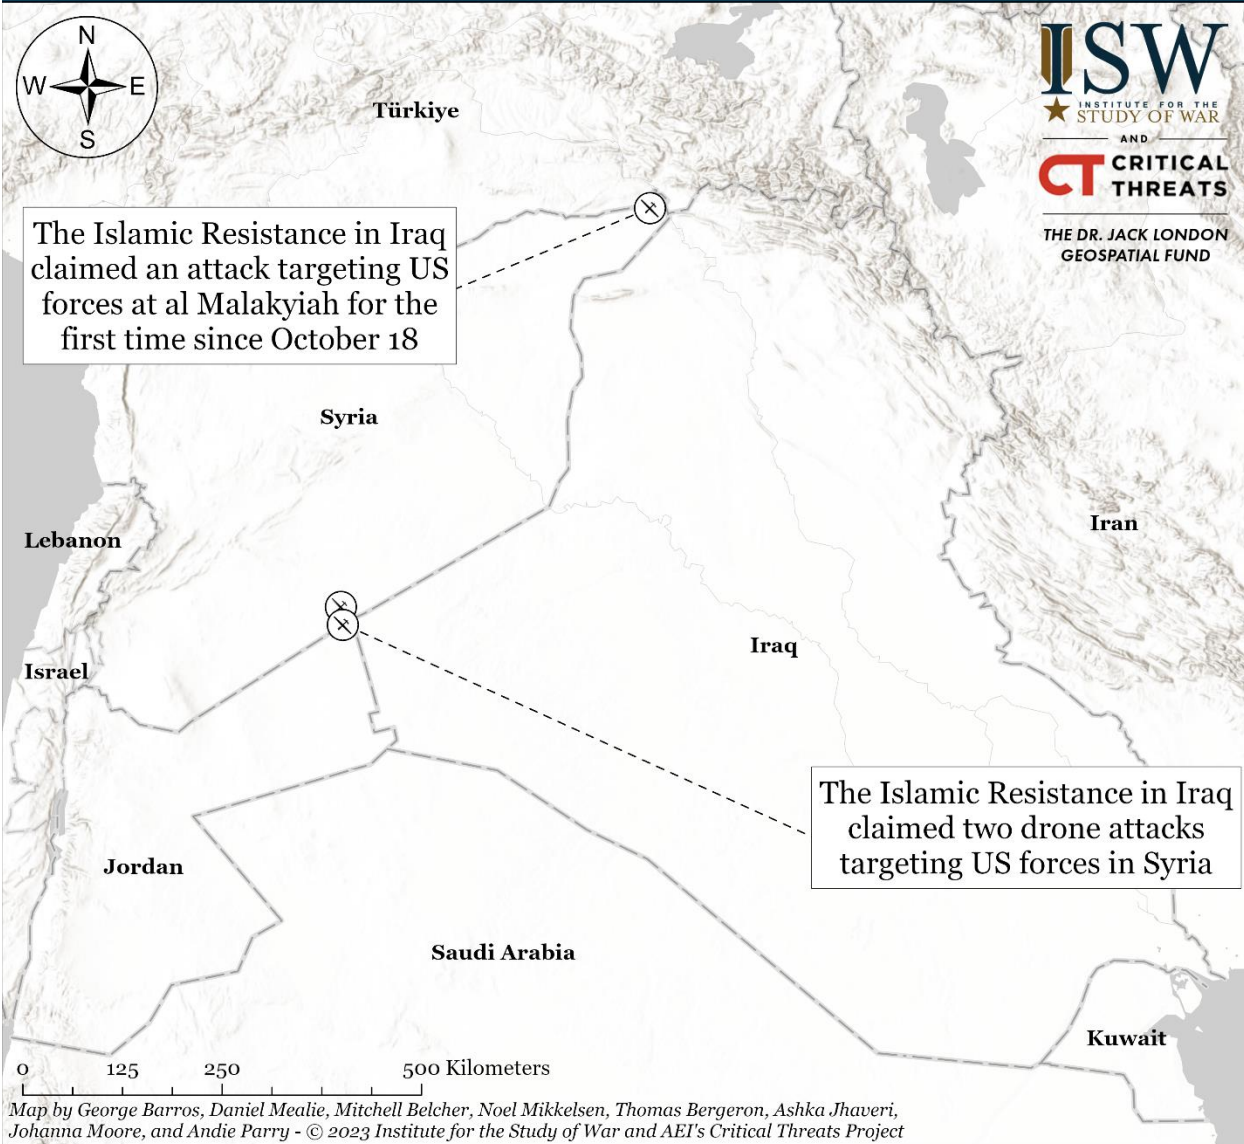 N
W
E
S
ISW
INSTITUTE FOR THE
STUDY OF WAR
AND
CT CRITICAL
THREATS
THE DR. JACK LONDON
GEOSPATIAL FUND
Türkiye
The Islamic Resistance in Iraq
claimed an attack targeting US
forces at al Malakyiah for the
first time since October 18
Syria
Lebanon
Iran
Israel
Iraq
The Islamic Resistance in Iraq
claimed two drone attacks
targeting US forces in Syria
Jordan
Saudi Arabia
Kuwait
0 125 250 500 Kilometers
Map by George Barros, Daniel Mealie, Mitchell Belcher, Noel Mikkelsen, Thomas Bergeron, Ashka Jhaveri,
Johanna Moore, and Andie Parry - © 2023 Institute for the Study of War and AEI's Critical Threats Project